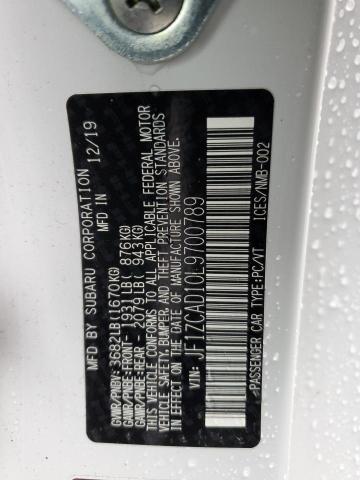 MFD BY SUBARU CORPORATION 12/19
MFD IN
GVWR/PNBV: 3682LB(1670KG)
GAWR/PNBE:FRONT - 1931LB( 876KG)
GAWR/PNBE:REAR - 2079LB( 943KG)
THIS VEHICLE CONFORMS TO ALL APPLICABLE FEDERAL MOTOR
VEHICLE SAFETY, BUMPER, AND THEFT PREVENTION STANDARDS
IN EFFECT ON THE DATE OF MANUFACTURE SHOWN ABOVE.
VIN: JF1ZCAD10L9700789
PASSENGER CAR TYPE:PC/VT ICES/NMB-002